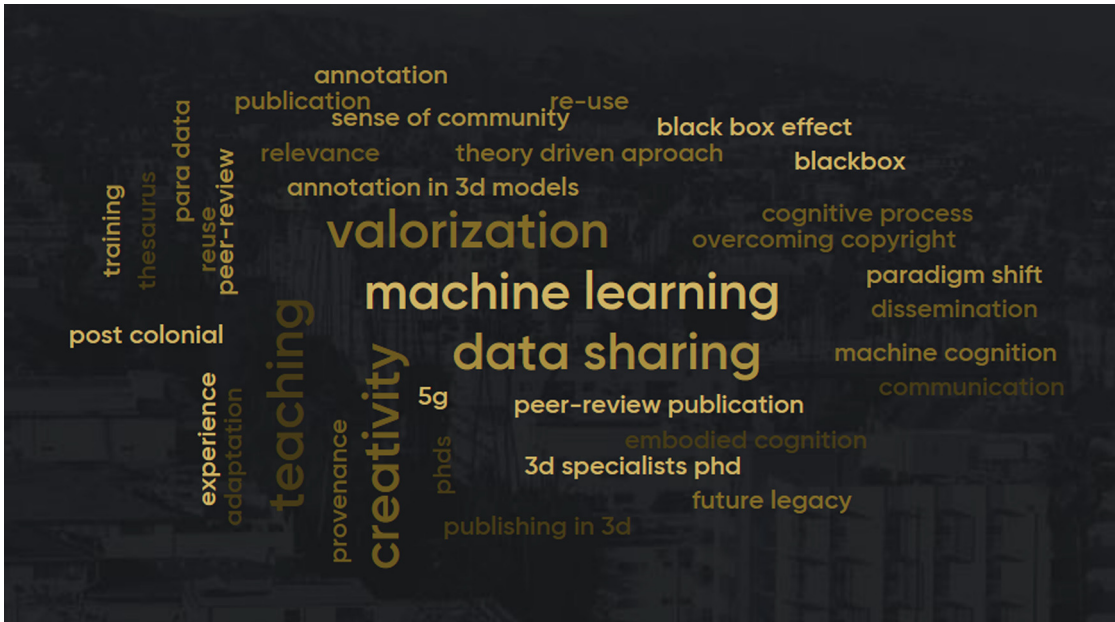 annotation
publication
re-use
sense of community
black box effect
relevance
theory driven aproach
blackbox
para data
peer-review
annotation in 3d models
training
thesaurus
reuse
valorization
cognitive process
overcoming copyright
machine learning
paradigm shift
dissemination
post colonial
teaching
data sharing
machine cognition
creativity
communication
experience
adaptation
5g
peer-review publication
provenance
phds
embodied cognition
3d specialists phd
future legacy
publishing in 3d